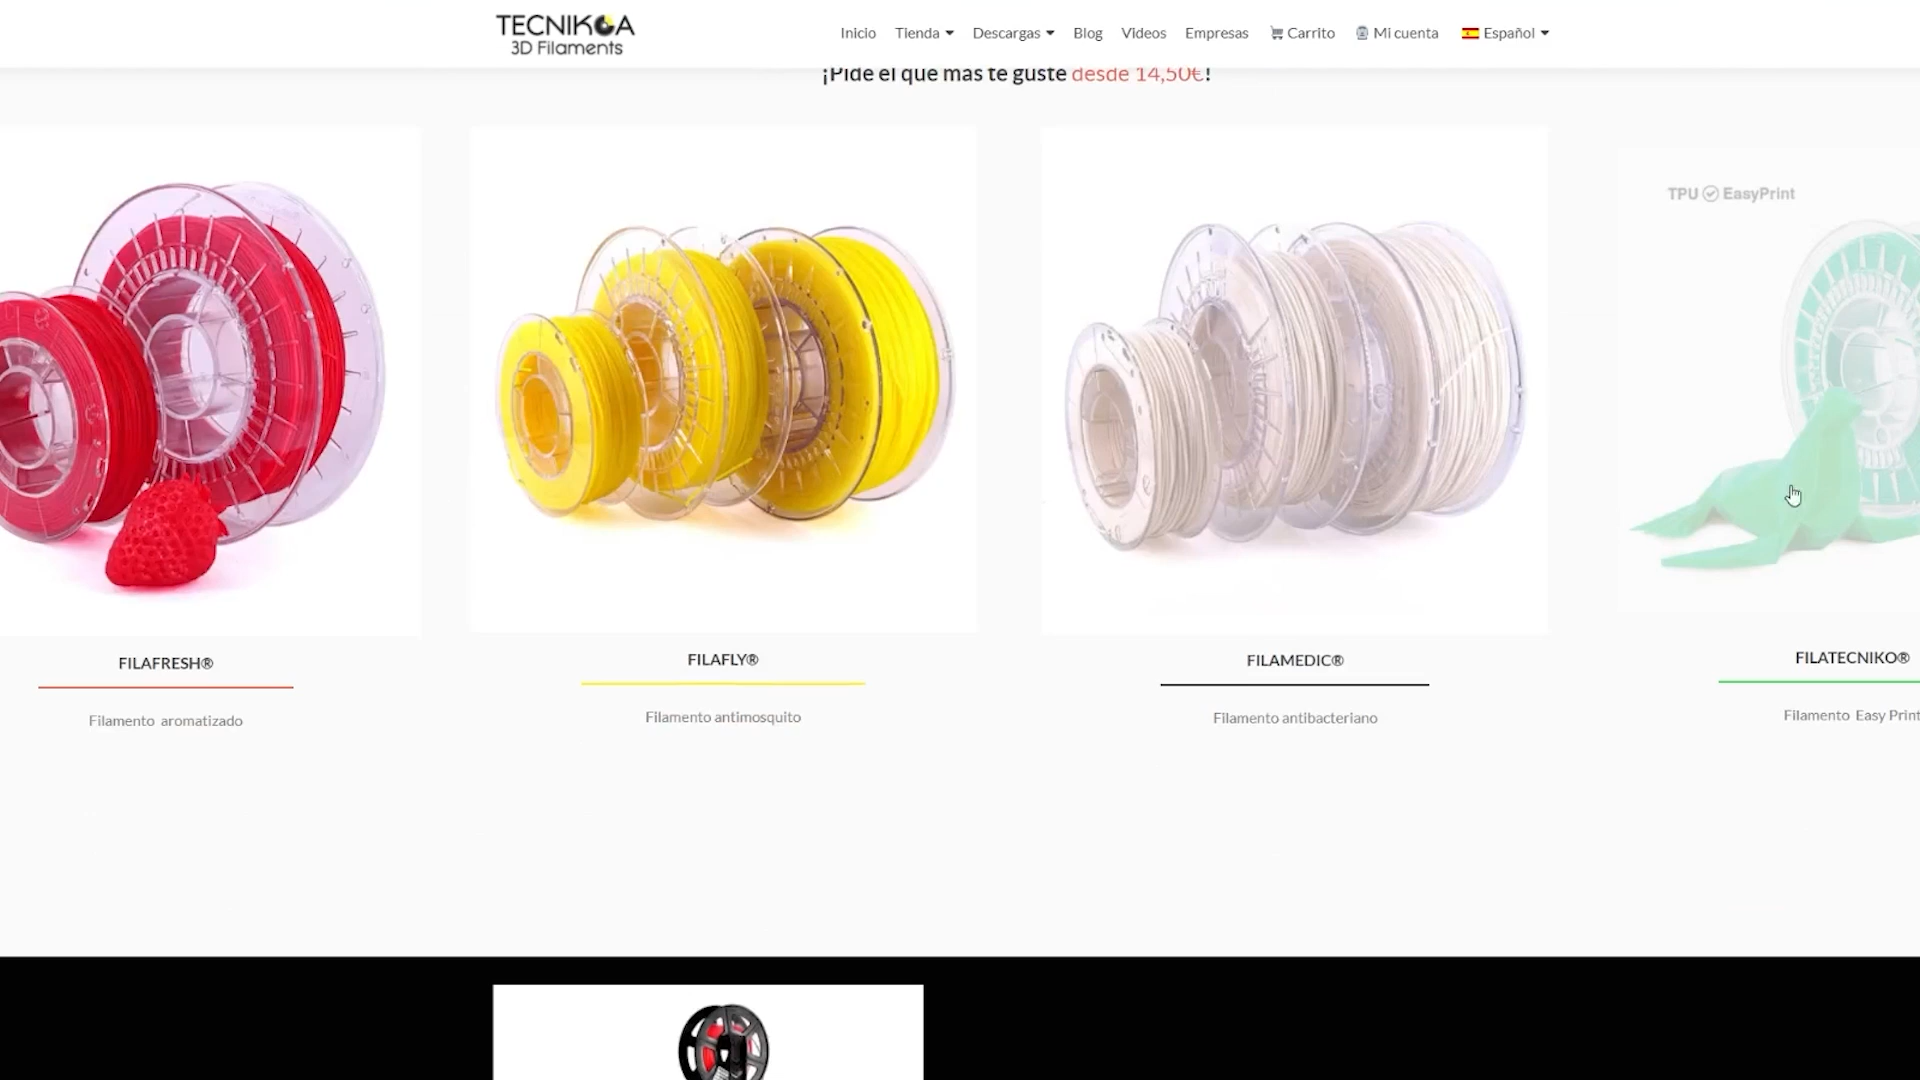 TECNIKOA
3D Filaments
Inicio Tienda Descargas Blog Videos Empresas Carrito Mi cuenta Español
¡Pide el que mas te guste desde 14,50€!
TPU EasyPrint
FILAFRESH®
Filamento aromatizado
FILAFLY®
Filamento antimosquito
FILAMEDIC®
Filamento antibacteriano
FILATECNIKO®
Filamento Easy Print